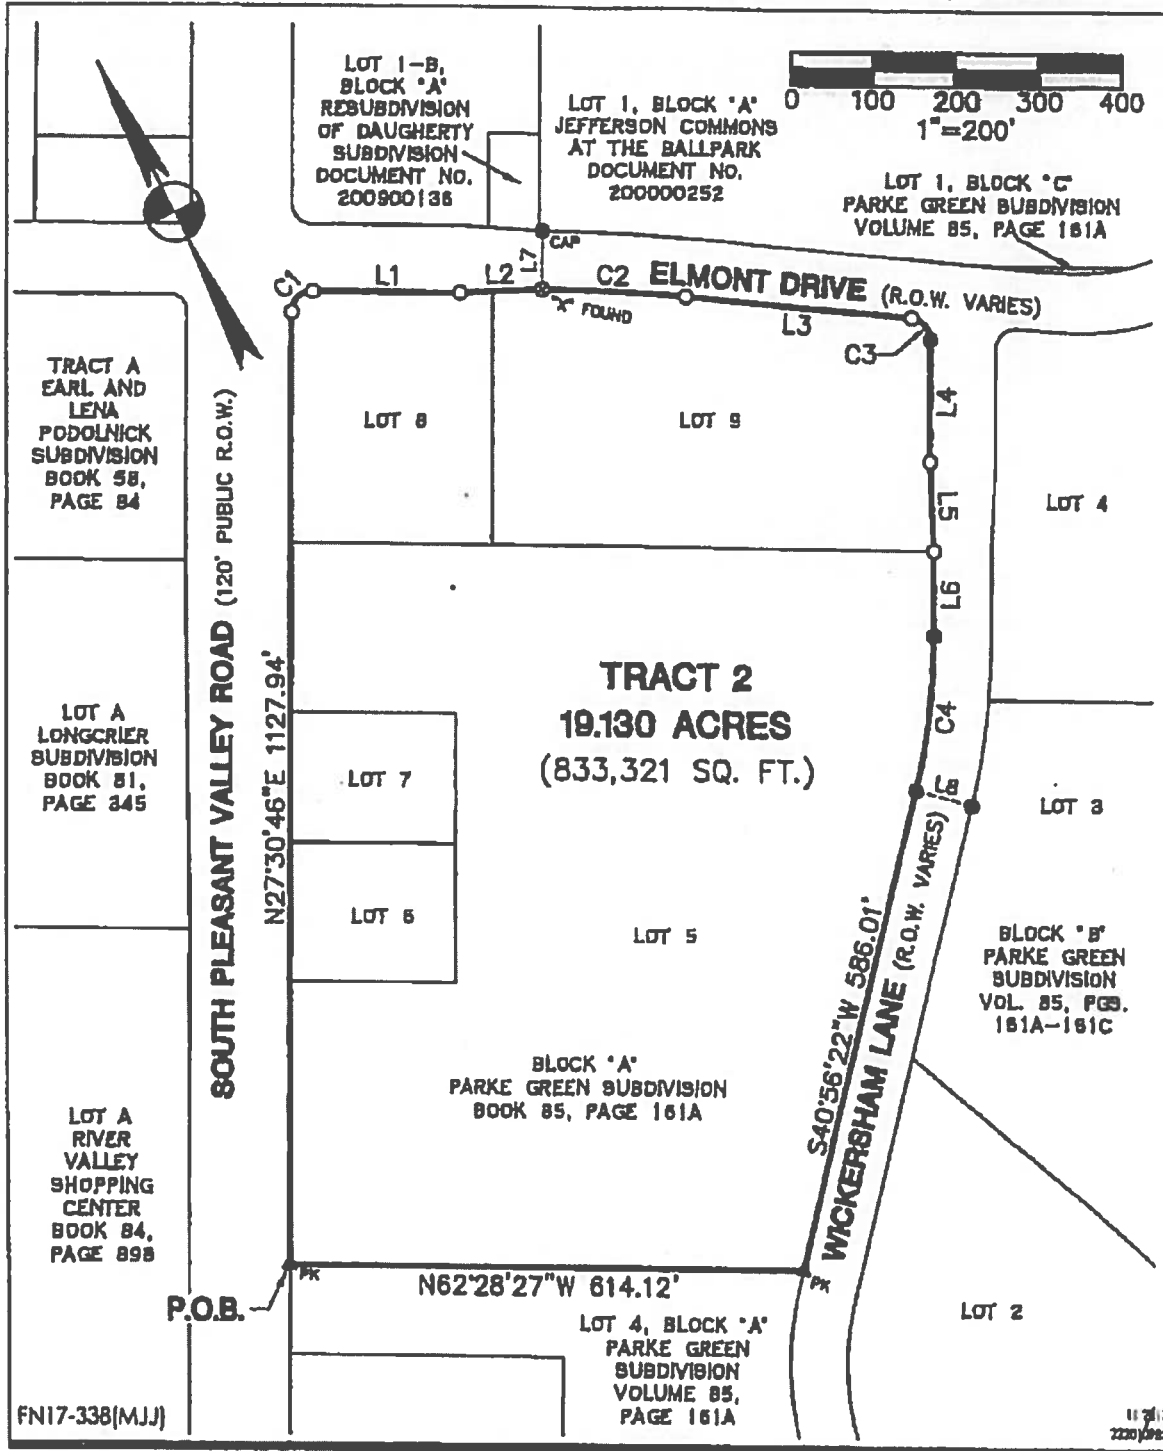 LOT 1-B,
BLOCK "A"
RESUBDIVISION
OF DAUGHERTY
SUBDIVISION
DOCUMENT NO.
200900136
LOT 1, BLOCK "A"
JEFFERSON COMMONS
AT THE BALLPARK
DOCUMENT NO.
200000252
0 100 200 300 400
1"=200'
LOT 1, BLOCK "C"
PARKE GREEN SUBDIVISION
VOLUME 85, PAGE 161A
CAP
L7
C1
L1
L2
C2
ELMONT DRIVE (R.O.W. VARIES)
"X" FOUND
L3
C3
L4
L5
L6
C4
L8
TRACT A
EARL AND
LENA
PODOLNICK
SUBDIVISION
BOOK 58,
PAGE 84
LOT 8
LOT 9
LOT 4
SOUTH PLEASANT VALLEY ROAD (120' PUBLIC R.O.W.)
N27°30'46"E 1127.94'
TRACT 2
19.130 ACRES
(833,321 SQ. FT.)
LOT A
LONGCRIER
SUBDIVISION
BOOK 81,
PAGE 345
LOT 7
LOT 6
LOT 5
LOT 3
S40°56'22"W 586.01'
WICKERSHAM LANE (R.O.W. VARIES)
BLOCK "B"
PARKE GREEN
SUBDIVISION
VOL. 85, PGS.
161A-161C
BLOCK "A"
PARKE GREEN SUBDIVISION
BOOK 85, PAGE 161A
LOT A
RIVER
VALLEY
SHOPPING
CENTER
BOOK 84,
PAGE 898
PK
N62°28'27"W 614.12'
PK
P.O.B.
LOT 4, BLOCK "A"
PARKE GREEN
SUBDIVISION
VOLUME 85,
PAGE 161A
LOT 2
FN17-338(MJJ)